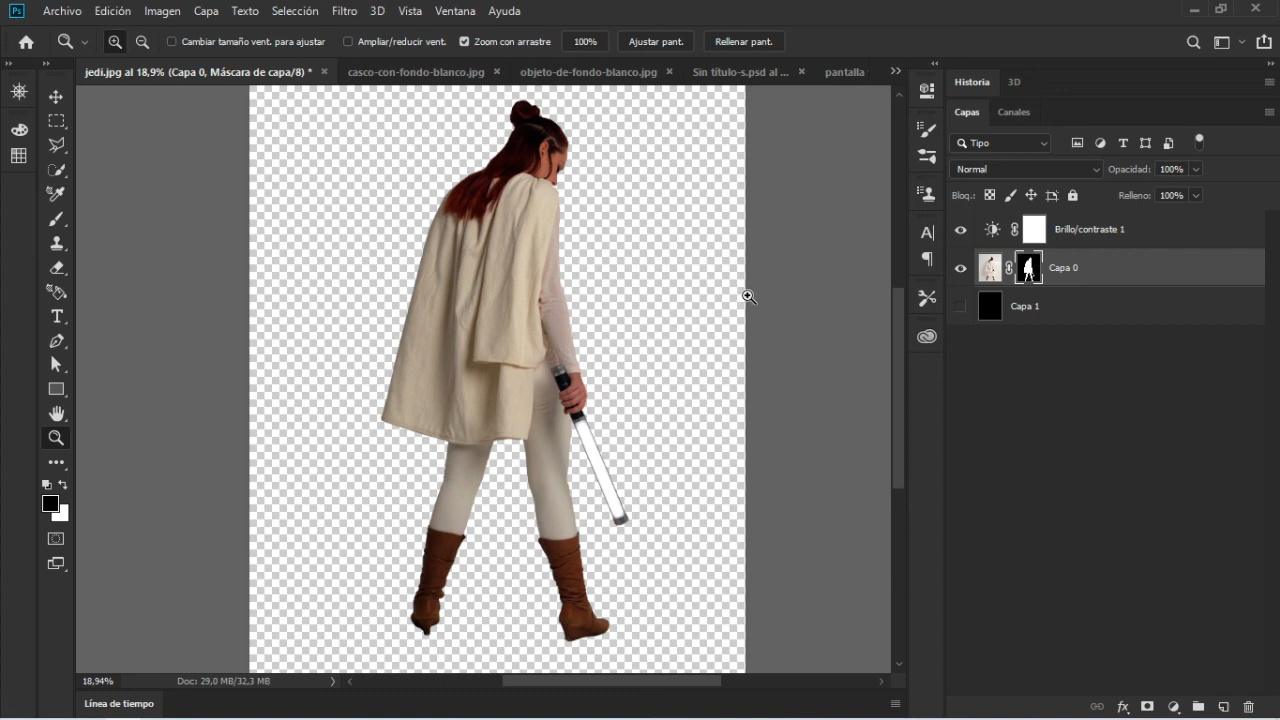 Ps Archivo Edición Imagen Capa Texto Selección Filtro 3D Vista Ventana Ayuda
Cambiar tamaño vent. para ajustar Ampliar/reducir vent. Zoom con arrastre 100% Ajustar pant. Rellenar pant.
jedi.jpg al 18,9% (Capa 0, Máscara de capa/8) * casco-con-fondo-blanco.jpg objeto-de-fondo-blanco.jpg Sin título-s.psd al ... pantalla
Historia 3D
Capas Canales
Tipo
Normal Opacidad: 100%
Bloq.: Relleno: 100%
Brillo/contraste 1
Capa 0
Capa 1
18,94% Doc: 29,0 MB/32,3 MB
Línea de tiempo